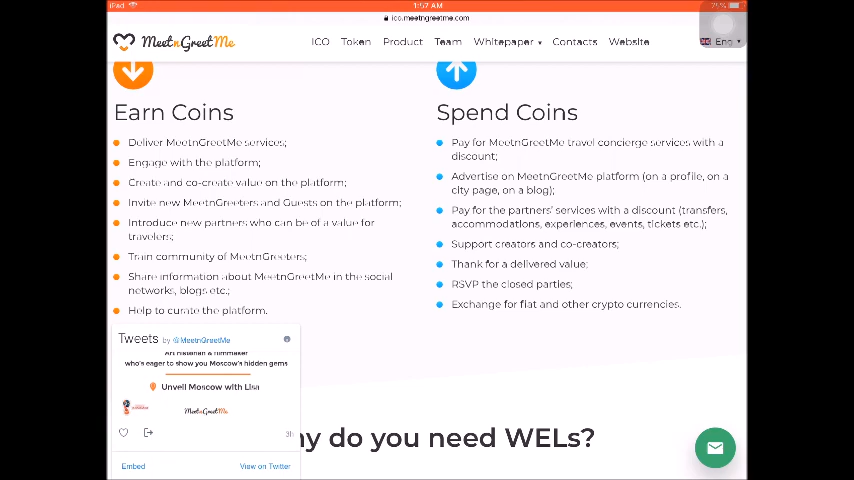 iPad 1:52 AM 75%
ico.meetngreetme.com
MeetnGreetMe ICO Token Product Team Whitepaper Contacts Website Eng
Earn Coins
Deliver MeetnGreetMe services;
Engage with the platform;
Create and co-create value on the platform;
Invite new MeetnGreeters and Guests on the platform;
Introduce new partners who can be of a value for
travelers;
Train community of MeetnGreeters;
Share information about MeetnGreetMe in the social
networks, blogs etc.;
Help to curate the platform.
Spend Coins
Pay for MeetnGreetMe travel concierge services with a
discount;
Advertise on MeetnGreetMe platform (on a profile, on a
city page, on a blog);
Pay for the partners' services with a discount (transfers,
accommodations, experiences, events, tickets etc.);
Support creators and co-creators;
Thank for a delivered value;
RSVP the closed parties;
Exchange for fiat and other crypto currencies.
Tweets by @MeetnGreetMe
Art historian & filmmaker
who's eager to show you Moscow's hidden gems
Unveil Moscow with Lisa
MeetnGreetMe
3h
Embed View on Twitter
hy do you need WELs?